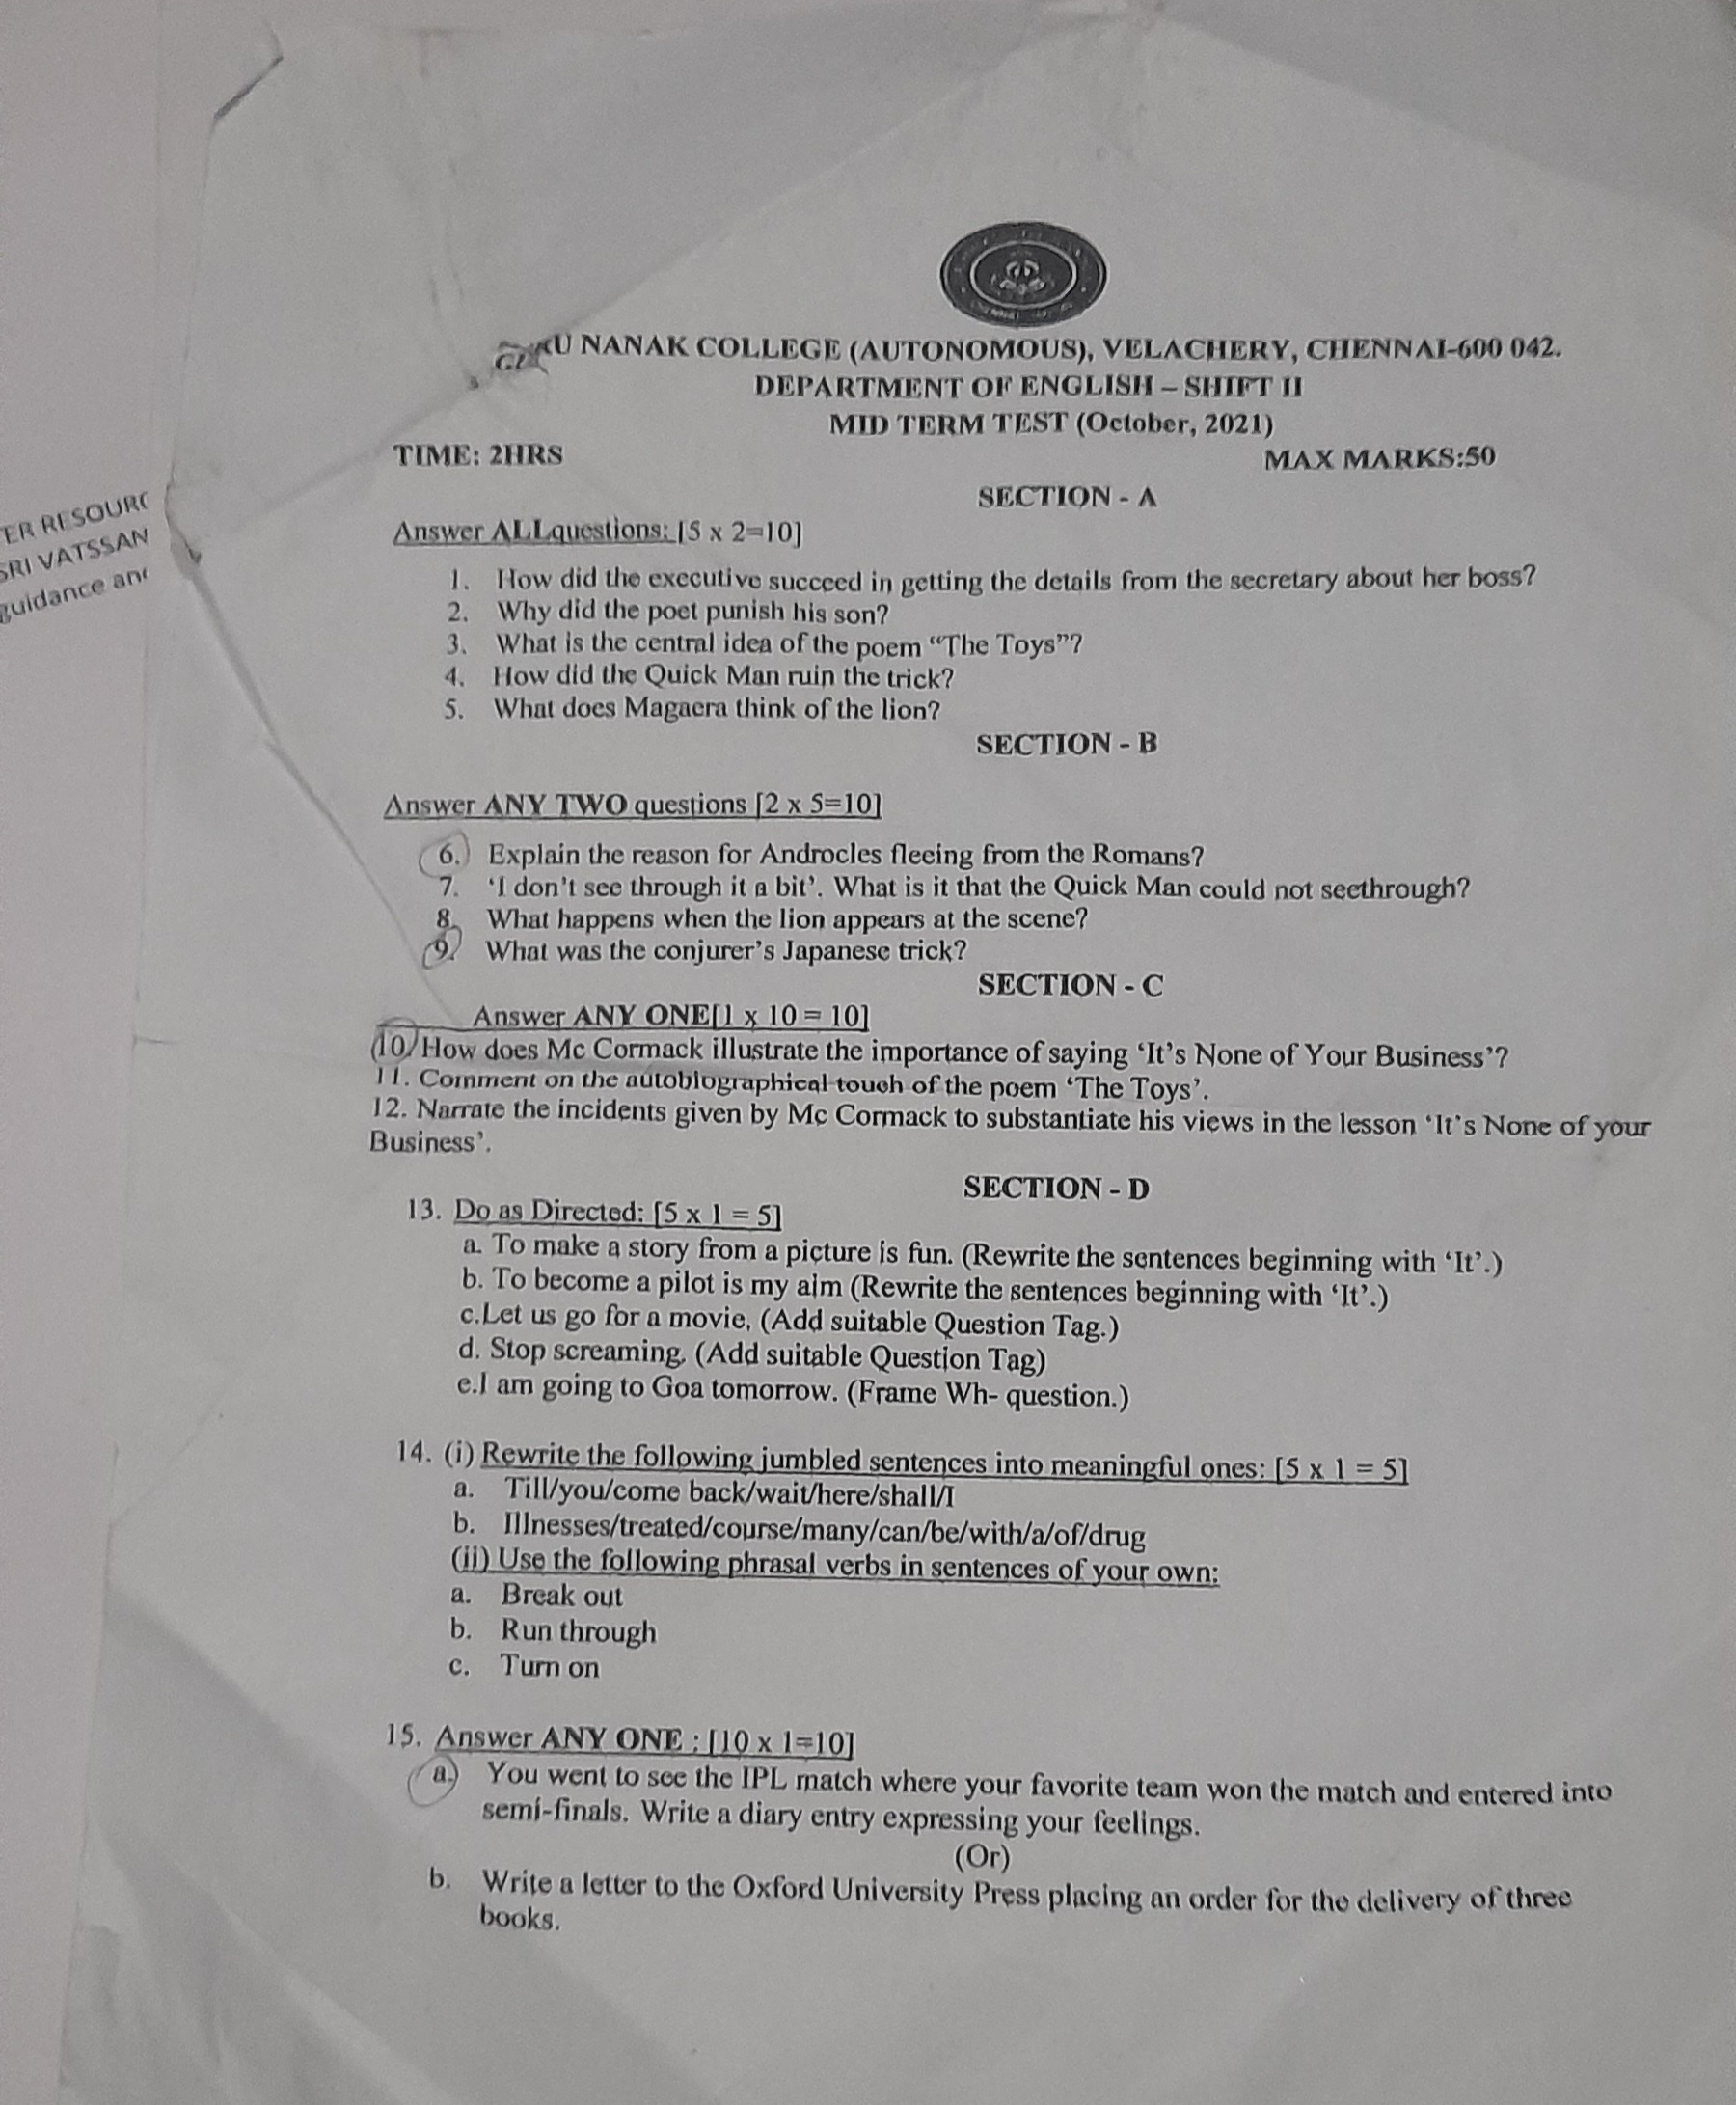 ER RESOURC
SRI VATSSAN
guidance and
U NANAK COLLEGE (AUTONOMOUS), VELACHERY, CHENNAI-600 042.
DEPARTMENT OF ENGLISH – SHIFT II
MID TERM TEST (October, 2021)
TIME: 2HRS MAX MARKS:50
SECTION - A
Answer ALLquestions: [5 x 2=10]
1. How did the executive succeed in getting the details from the secretary about her boss?
2. Why did the poet punish his son?
3. What is the central idea of the poem “The Toys”?
4. How did the Quick Man ruin the trick?
5. What does Magaera think of the lion?
SECTION - B
Answer ANY TWO questions [2 x 5=10]
6. Explain the reason for Androcles fleeing from the Romans?
7. ‘I don’t see through it a bit’. What is it that the Quick Man could not seethrough?
8. What happens when the lion appears at the scene?
9. What was the conjurer’s Japanese trick?
SECTION - C
Answer ANY ONE[1 x 10 = 10]
10. How does Mc Cormack illustrate the importance of saying ‘It’s None of Your Business’?
11. Comment on the autobiographical touch of the poem ‘The Toys’.
12. Narrate the incidents given by Mc Cormack to substantiate his views in the lesson ‘It’s None of your
Business’.
SECTION - D
13. Do as Directed: [5 x 1 = 5]
a. To make a story from a picture is fun. (Rewrite the sentences beginning with ‘It’.)
b. To become a pilot is my aim (Rewrite the sentences beginning with ‘It’.)
c.Let us go for a movie, (Add suitable Question Tag.)
d. Stop screaming. (Add suitable Question Tag)
e.I am going to Goa tomorrow. (Frame Wh- question.)
14. (i) Rewrite the following jumbled sentences into meaningful ones: [5 x 1 = 5]
a. Till/you/come back/wait/here/shall/I
b. Illnesses/treated/course/many/can/be/with/a/of/drug
(ii) Use the following phrasal verbs in sentences of your own:
a. Break out
b. Run through
c. Turn on
15. Answer ANY ONE : [10 x 1=10]
a. You went to see the IPL match where your favorite team won the match and entered into
semi-finals. Write a diary entry expressing your feelings.
(Or)
b. Write a letter to the Oxford University Press placing an order for the delivery of three
books.